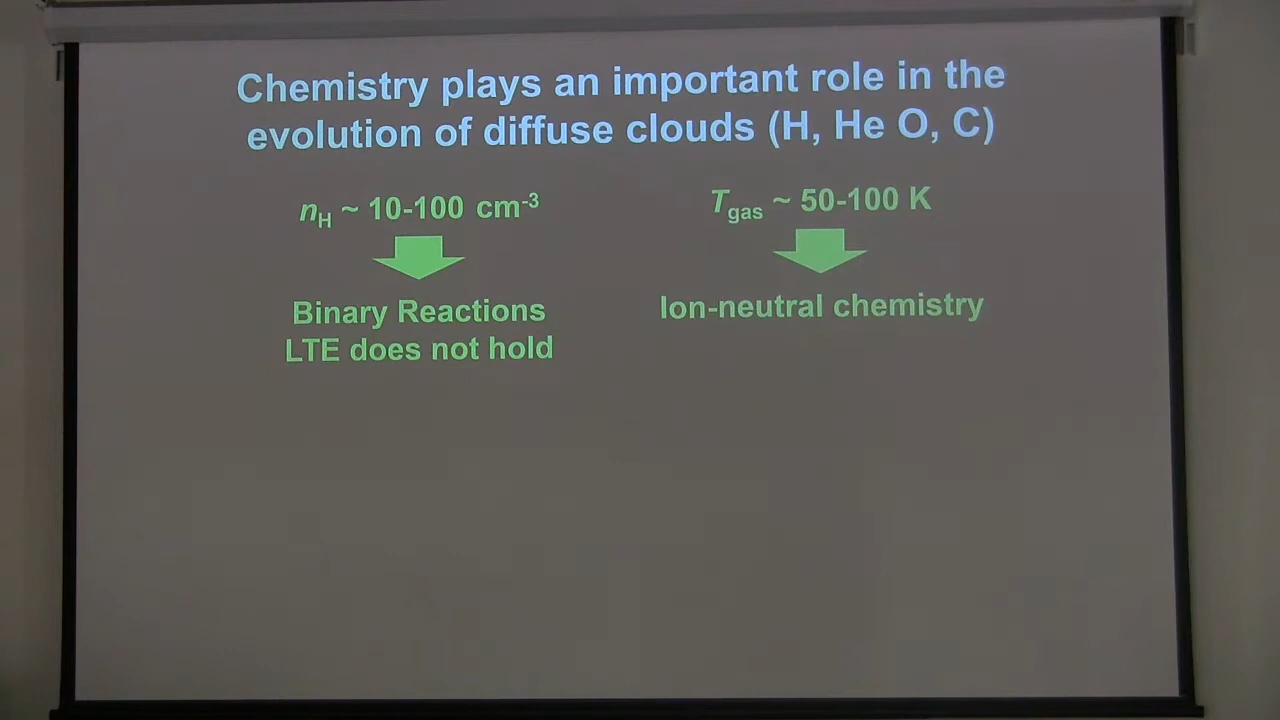 Chemistry plays an important role in the
evolution of diffuse clouds (H, He O, C)
nH ~ 10-100 cm-3
Tgas ~ 50-100 K
Binary Reactions
LTE does not hold
Ion-neutral chemistry